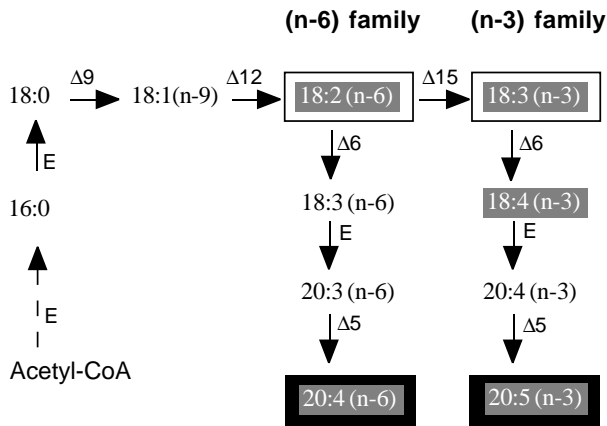 (n-6) family (n-3) family
Δ9 Δ12 Δ15
18:0 18:1(n-9) 18:2 (n-6) 18:3 (n-3)
E Δ6 Δ6
16:0 18:3 (n-6) 18:4 (n-3)
E E
20:3 (n-6) 20:4 (n-3)
E Δ5 Δ5
Acetyl-CoA
20:4 (n-6) 20:5 (n-3)